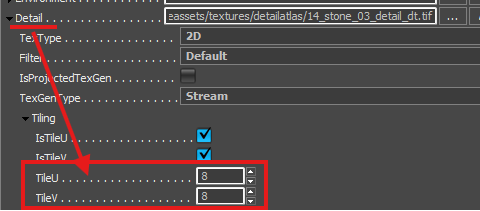 Detail . . . . . . . . . . . . . . eassets/textures/detailatlas/14_stone_03_detail_dt.tif ...
TexType . . . . . . . . . . . . . 2D
Filter . . . . . . . . . . . . . . . Default
IsProjectedTexGen . . . . . .
TexGenType . . . . . . . . . . Stream
Tiling
IsTileU . . . . . . . . . . . . . . .
IsTileV . . . . . . . . . . . . . . .
TileU . . . . . . . . . . . . . . . . 8
TileV . . . . . . . . . . . . . . . . 8